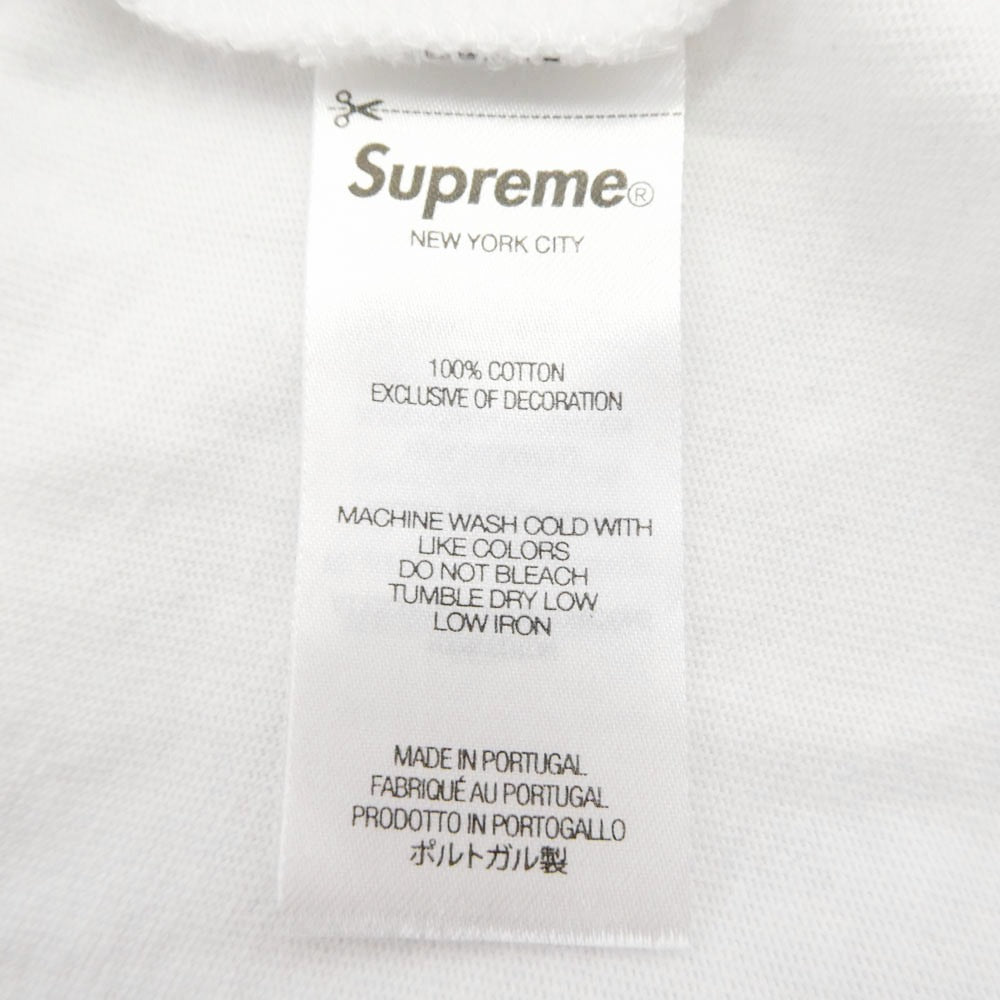 Supreme®
NEW YORK CITY
100% COTTON
EXCLUSIVE OF DECORATION
MACHINE WASH COLD WITH
LIKE COLORS
DO NOT BLEACH
TUMBLE DRY LOW
LOW IRON
MADE IN PORTUGAL
FABRIQUÉ AU PORTUGAL
PRODOTTO IN PORTOGALLO
ポルトガル製